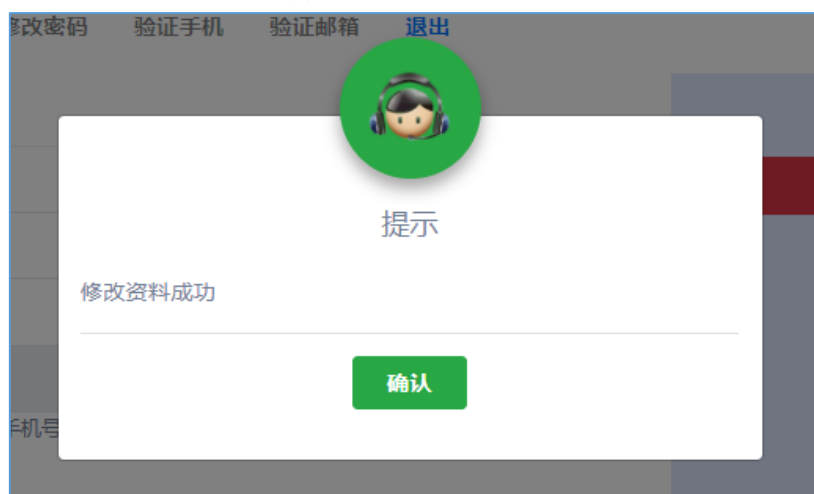 修改密码 验证手机 验证邮箱 退出
提示
修改资料成功
确认
手机号